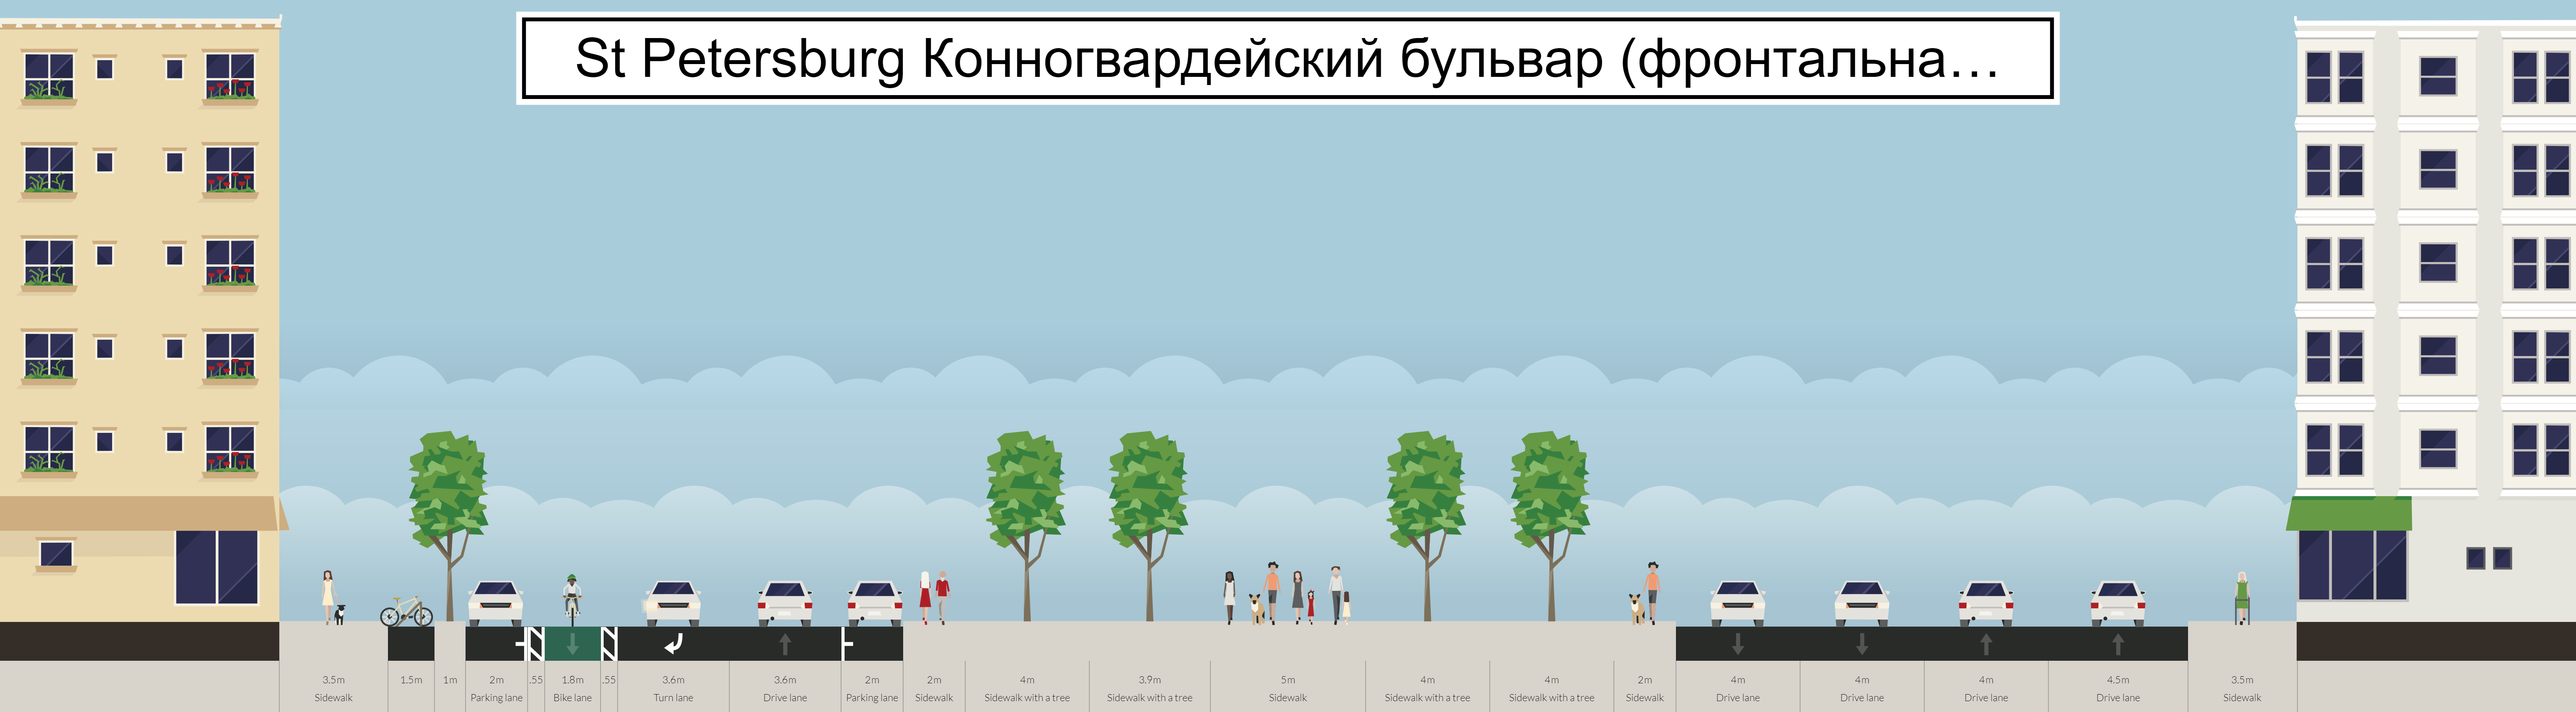 St Petersburg Конногвардейский бульвар (фронтальна…
3.5m
Sidewalk
1.5m
1m
2m
Parking lane
.55
1.8m
Bike lane
.55
3.6m
Turn lane
3.6m
Drive lane
2m
Parking lane
2m
Sidewalk
4m
Sidewalk with a tree
3.9m
Sidewalk with a tree
5m
Sidewalk
4m
Sidewalk with a tree
4m
Sidewalk with a tree
2m
Sidewalk
4m
Drive lane
4m
Drive lane
4m
Drive lane
4.5m
Drive lane
3.5m
Sidewalk